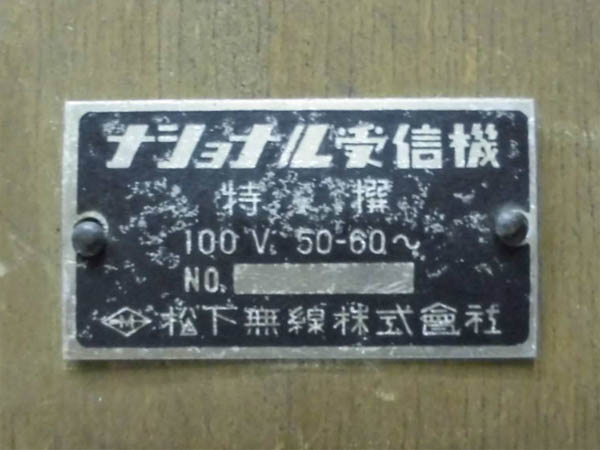 ナショナル受信機
特撰
100 V. 50-60～
NO.
松下無線株式會社